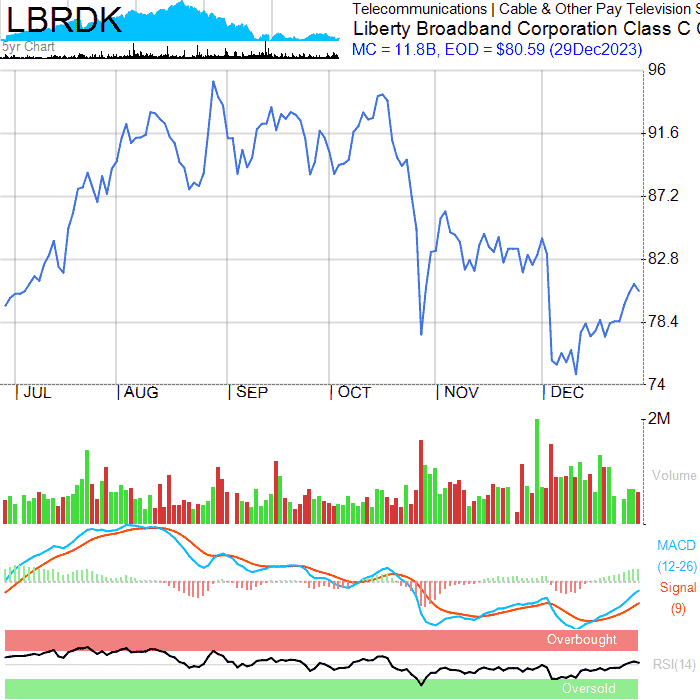 LBRDK
5yr Chart
Telecommunications | Cable & Other Pay Television S
Liberty Broadband Corporation Class C
MC = 11.8B, EOD = $80.59 (29Dec2023)
96
91.6
87.2
82.8
78.4
74
JUL
AUG
SEP
OCT
NOV
DEC
2M
Volume
MACD
(12-26)
Signal
(9)
Overbought
RSI(14)
Oversold